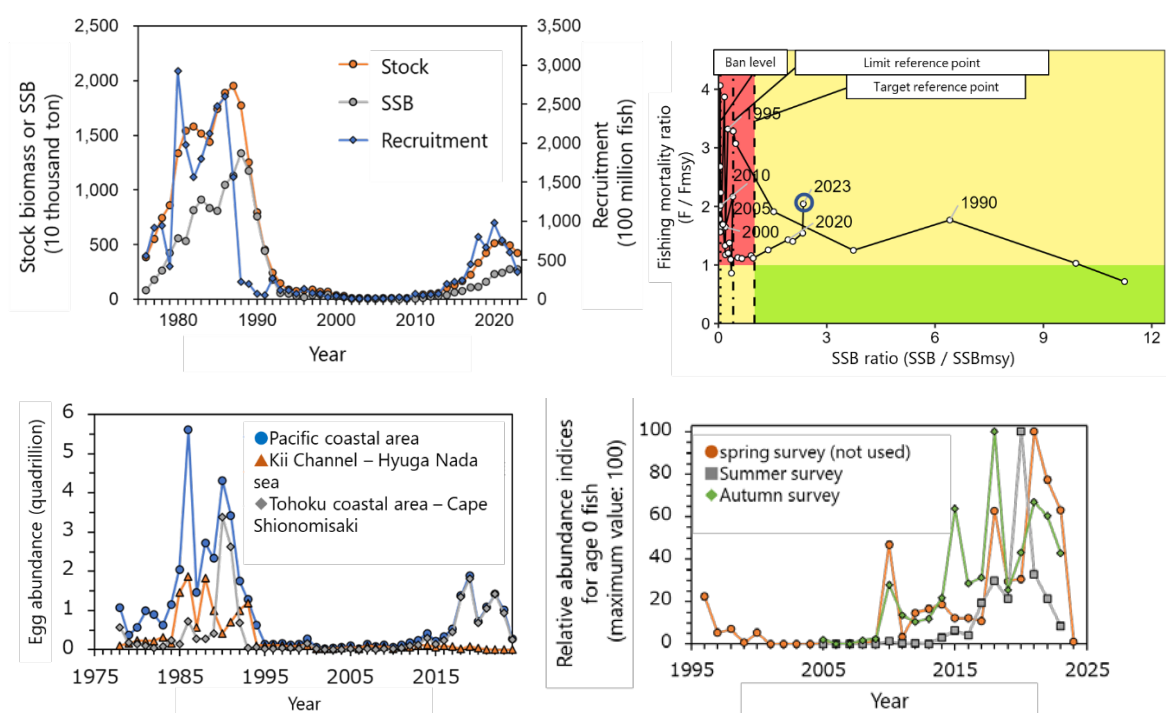 2,500
2,000
1,500
1,000
500
0
3,500
3,000
2,500
2,000
1,500
1,000
500
0
Stock biomass or SSB
(10 thousand ton)
Recruitment
(100 million fish)
Stock
SSB
Recruitment
1980
1990
2000
2010
2020
Year
Ban level
Limit reference point
Target reference point
Fishing mortality ratio
(F / Fmsy)
4
3
2
1
0
1995
2010
2005
2000
2023
2020
1990
0
3
6
9
12
SSB ratio (SSB / SSBmsy)
Egg abundance (quadrillion)
6
5
4
3
2
1
0
Pacific coastal area
Kii Channel – Hyuga Nada
sea
Tohoku coastal area – Cape
Shionomisaki
1975
1985
1995
2005
2015
Year
Relative abundance indices
for age 0 fish
(maximum value: 100)
100
80
60
40
20
0
spring survey (not used)
Summer survey
Autumn survey
1995
2005
2015
2025
Year